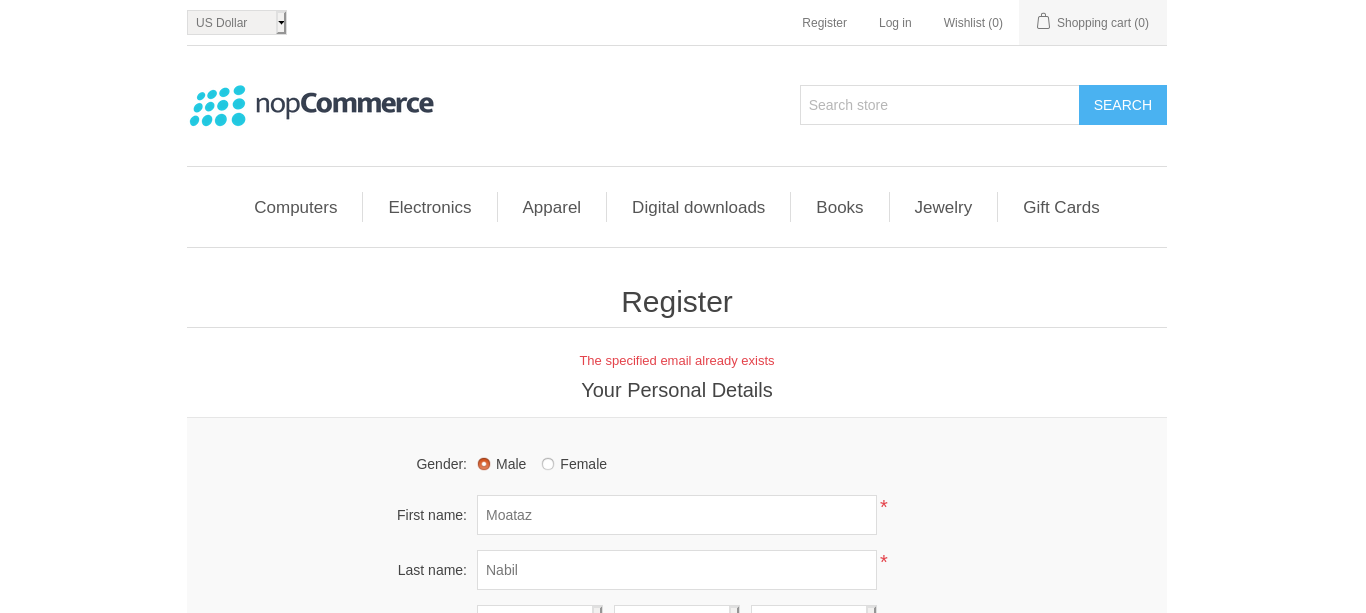 US Dollar
Register
Log in
Wishlist (0)
Shopping cart (0)
nopCommerce
Search store
SEARCH
Computers
Electronics
Apparel
Digital downloads
Books
Jewelry
Gift Cards
Register
The specified email already exists
Your Personal Details
Gender: Male Female
First name: Moataz *
Last name: Nabil *